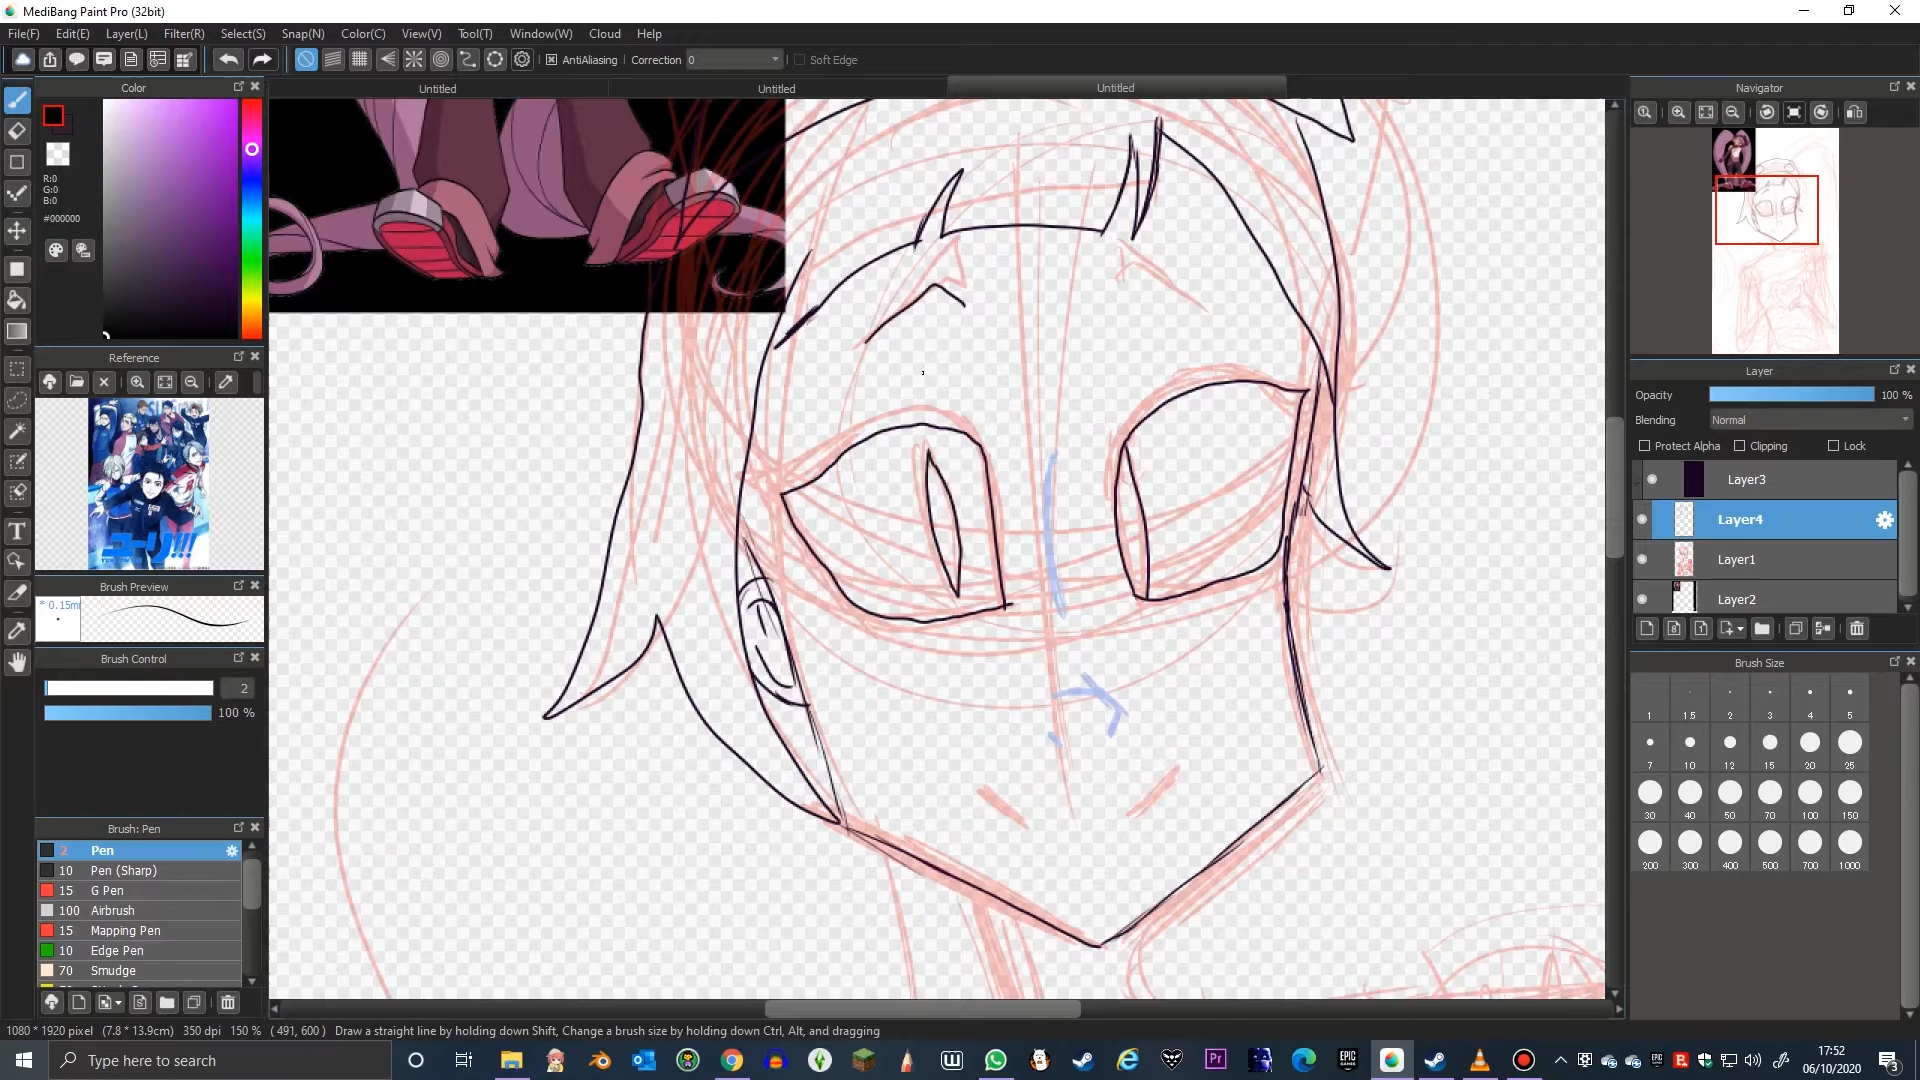 MediBang Paint Pro (32bit)
File(F) Edit(E) Layer(L) Filter(R) Select(S) Snap(N) Color(C) View(V) Tool(T) Window(W) Cloud Help
AntiAliasing Correction 0 Soft Edge
Color
Untitled Untitled Untitled
Navigator
R:0
G:0
B:0
#000000
Reference
ユーリ!!!
Layer
Opacity 100 %
Blending Normal
Protect Alpha Clipping Lock
Layer3
Layer4
Layer1
Layer2
Brush Preview
* 0.15m
Brush Control
2
100 %
Brush Size
1 1.5 2 3 4 5
7 10 12 15 20 25
30 40 50 70 100 150
200 300 400 500 700 1000
Brush: Pen
2 Pen
10 Pen (Sharp)
15 G Pen
100 Airbrush
15 Mapping Pen
10 Edge Pen
70 Smudge
1080 * 1920 pixel (7.8 * 13.9cm) 350 dpi 150 % ( 491, 600 ) Draw a straight line by holding down Shift, Change a brush size by holding down Ctrl, Alt, and dragging
Type here to search
Pr
EPIC
GAMES
17:52
06/10/2020
3